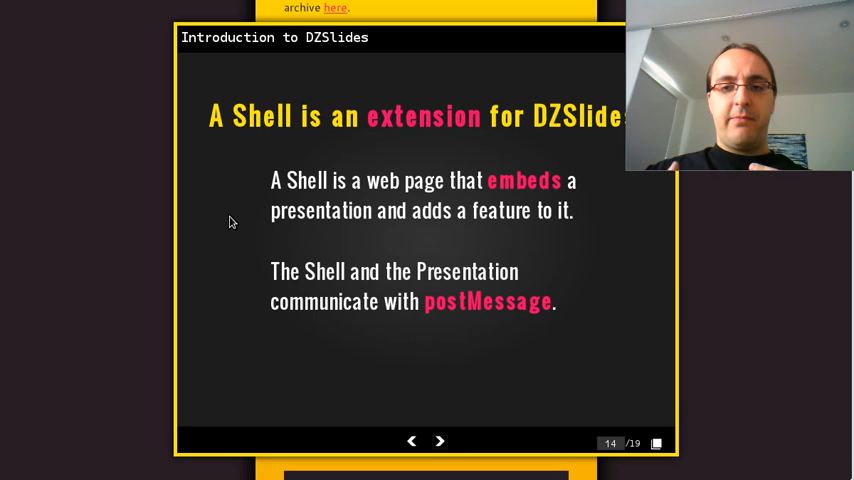 archive here.
Introduction to DZSlides
A Shell is an extension for DZSlides
A Shell is a web page that embeds a
presentation and adds a feature to it.
The Shell and the Presentation
communicate with postMessage.
14 /19